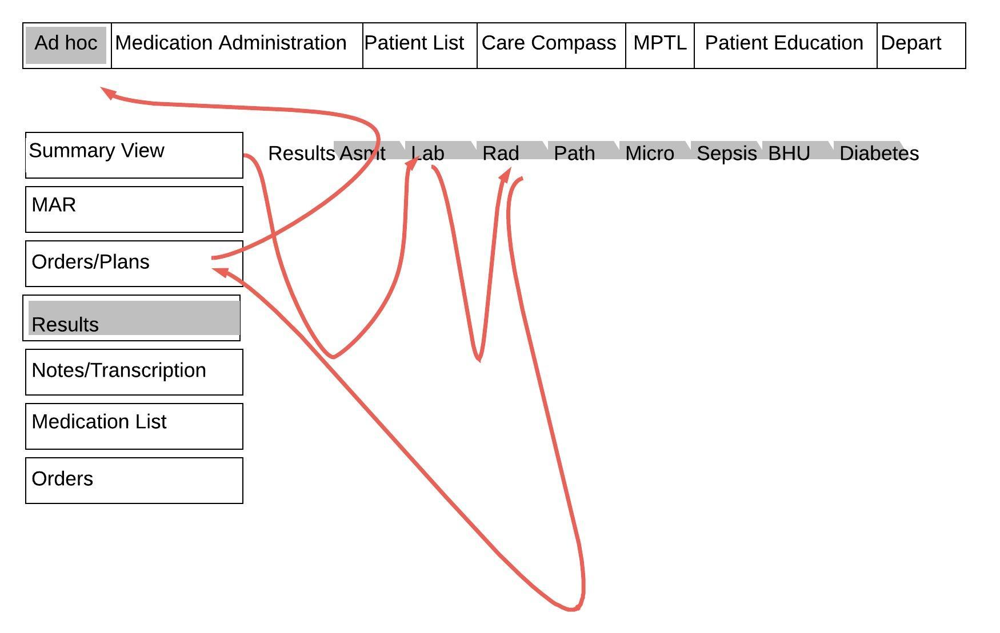 Ad hoc Medication Administration Patient List Care Compass MPTL Patient Education Depart
Summary View
Results Asmt Lab Rad Path Micro Sepsis BHU Diabetes
MAR
Orders/Plans
Results
Notes/Transcription
Medication List
Orders